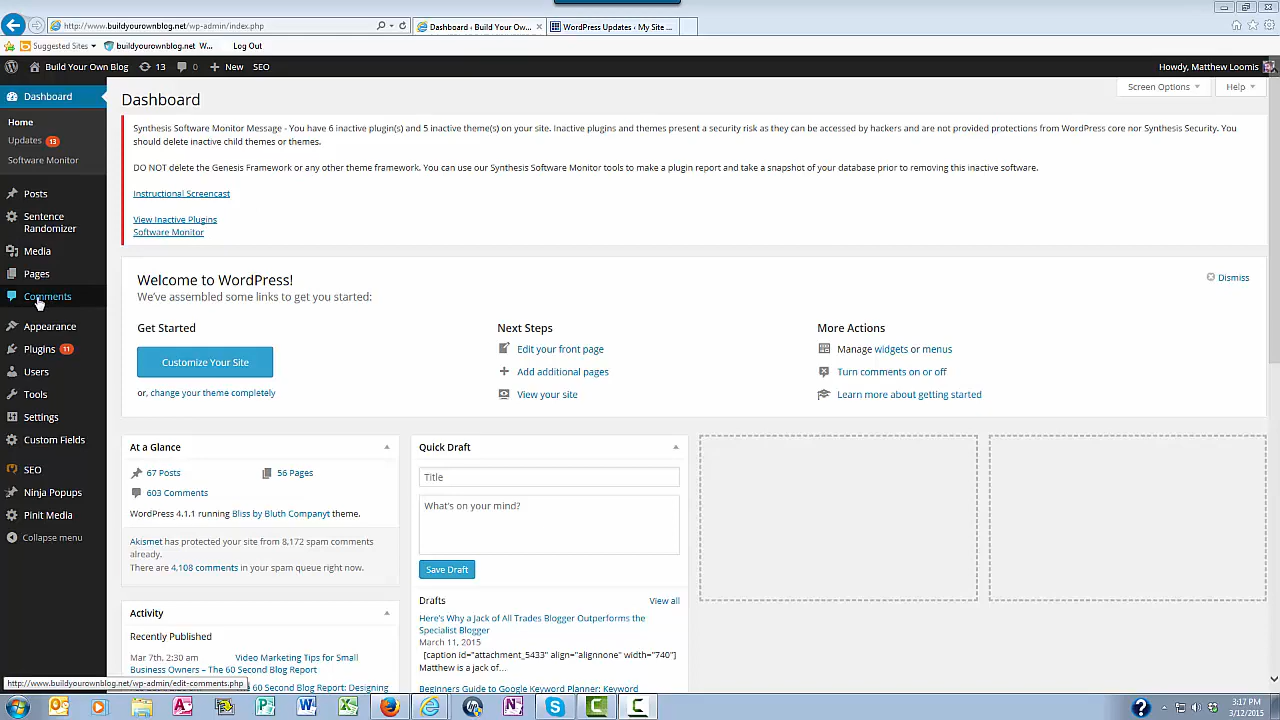 http://www.buildyourownblog.net/wp-admin/index.php
Dashboard ‹ Build Your Own...
WordPress Updates ‹ My Site ...
Suggested Sites
buildyourownblog.net W...
Log Out
Build Your Own Blog
13
0
New
SEO
Howdy, Matthew Loomis
Dashboard
Home
Updates 13
Software Monitor
Posts
Sentence
Randomizer
Media
Pages
Comments
Appearance
Plugins 11
Users
Tools
Settings
Custom Fields
SEO
Ninja Popups
Pinit Media
Collapse menu
Dashboard
Screen Options
Help
Synthesis Software Monitor Message - You have 6 inactive plugin(s) and 5 inactive theme(s) on your site. Inactive plugins and themes present a security risk as they can be accessed by hackers and are not provided protections from WordPress core nor Synthesis Security. You
should delete inactive child themes or themes.
DO NOT delete the Genesis Framework or any other theme framework. You can use our Synthesis Software Monitor tools to make a plugin report and take a snapshot of your database prior to removing this inactive software.
Instructional Screencast
View Inactive Plugins
Software Monitor
Welcome to WordPress!
We've assembled some links to get you started:
Dismiss
Get Started
Customize Your Site
or, change your theme completely
Next Steps
Edit your front page
Add additional pages
View your site
More Actions
Manage widgets or menus
Turn comments on or off
Learn more about getting started
At a Glance
67 Posts
56 Pages
603 Comments
WordPress 4.1.1 running Bliss by Bluth Companyt theme.
Akismet has protected your site from 8,172 spam comments
already.
There are 4,108 comments in your spam queue right now.
Activity
Recently Published
Mar 7th, 2:30 am Video Marketing Tips for Small
Business Owners – The 60 Second Blog Report
60 Second Blog Report: Designing
Quick Draft
Title
What's on your mind?
Save Draft
Drafts
View all
Here's Why a Jack of All Trades Blogger Outperforms the
Specialist Blogger
March 11, 2015
[caption id="attachment_5433" align="alignnone" width="740"]
Matthew is a jack of...
Beginners Guide to Google Keyword Planner: Keyword
http://www.buildyourownblog.net/wp-admin/edit-comments.php
3:17 PM
3/12/2015